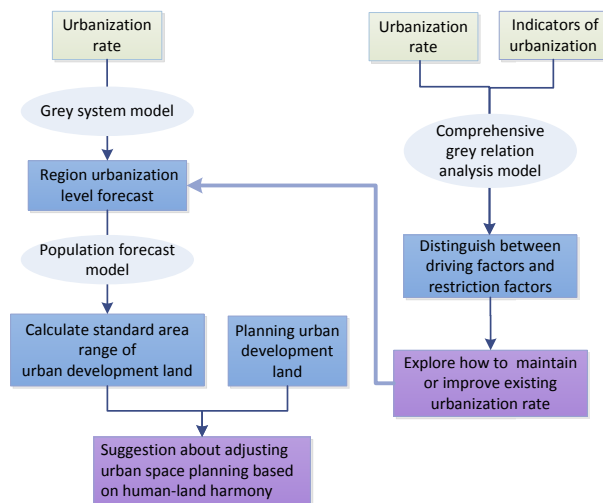 Urbanization
rate
Grey system model
Region urbanization
level forecast
Population forecast
model
Calculate standard area
range of
urban development land
Planning urban
development
land
Suggestion about adjusting
urban space planning based
on human-land harmony
Urbanization
rate
Indicators of
urbanization
Comprehensive
grey relation
analysis model
Distinguish between
driving factors and
restriction factors
Explore how to maintain
or improve existing
urbanization rate